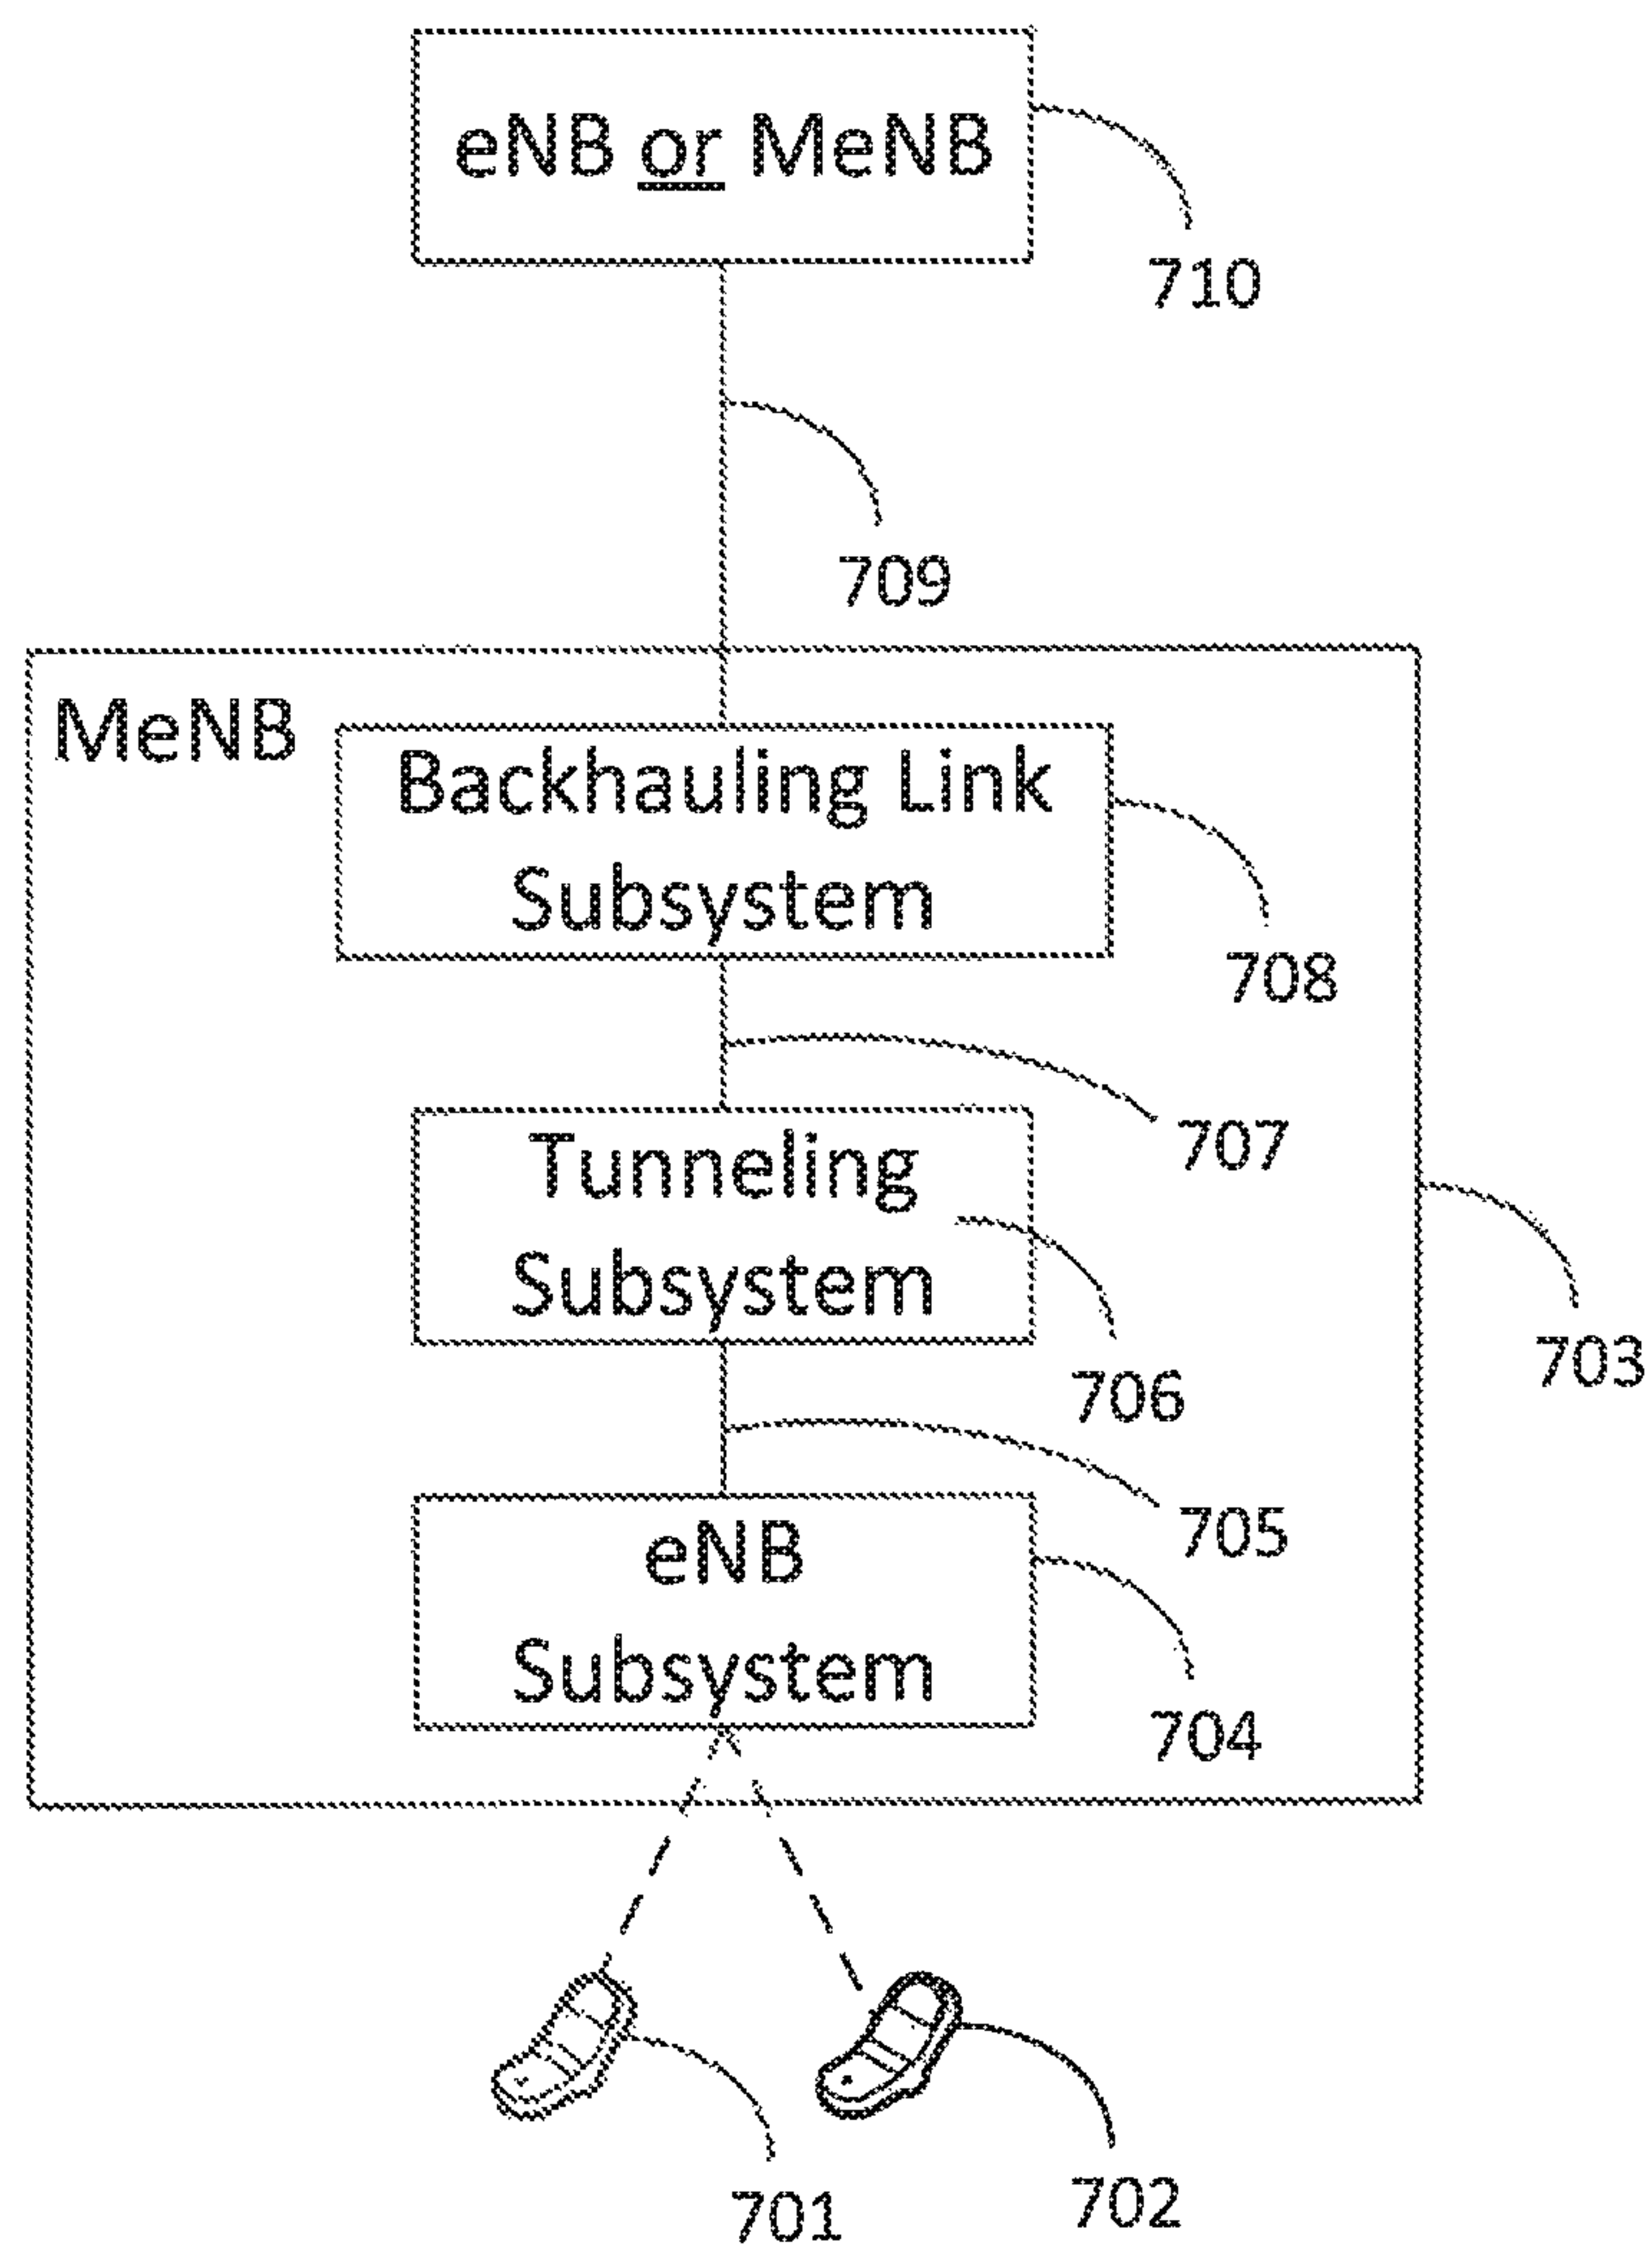 eNB or MeNB
710
709
MeNB
Backhauling Link
Subsystem
708
707
Tunneling
Subsystem
703
706
705
eNB
Subsystem
704
701
702